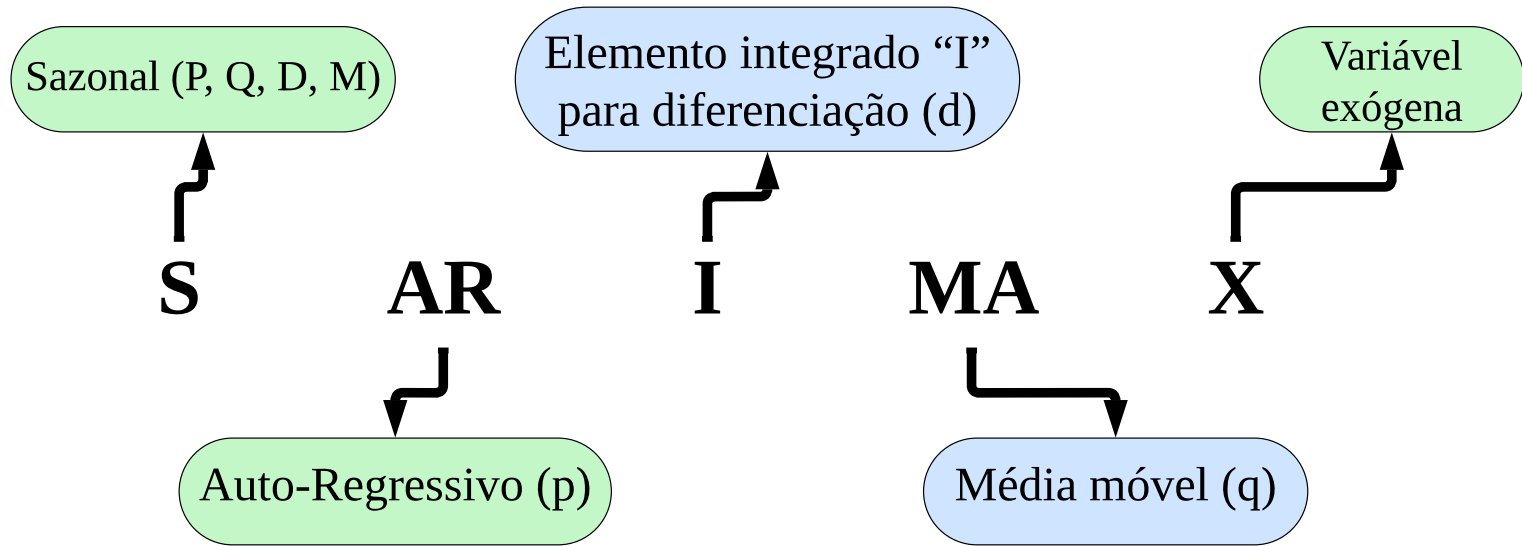 Sazonal (P, Q, D, M)
Elemento integrado “I”
para diferenciação (d)
Variável
exógena
S AR I MA X
Auto-Regressivo (p)
Média móvel (q)